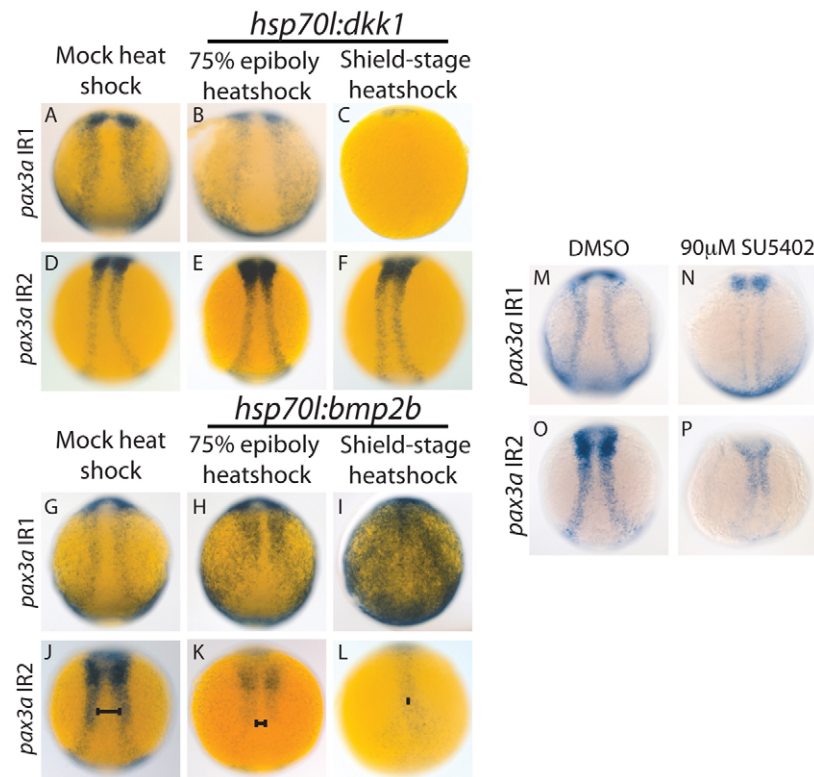 hsp70l:dkk1
Mock heat shock
75% epiboly heatshock
Shield-stage heatshock
A
B
C
pax3a IR1
D
E
F
pax3a IR2
hsp70l:bmp2b
Mock heat shock
75% epiboly heatshock
Shield-stage heatshock
G
H
I
pax3a IR1
J
K
L
pax3a IR2
DMSO
90μM SU5402
M
N
pax3a IR1
O
P
pax3a IR2